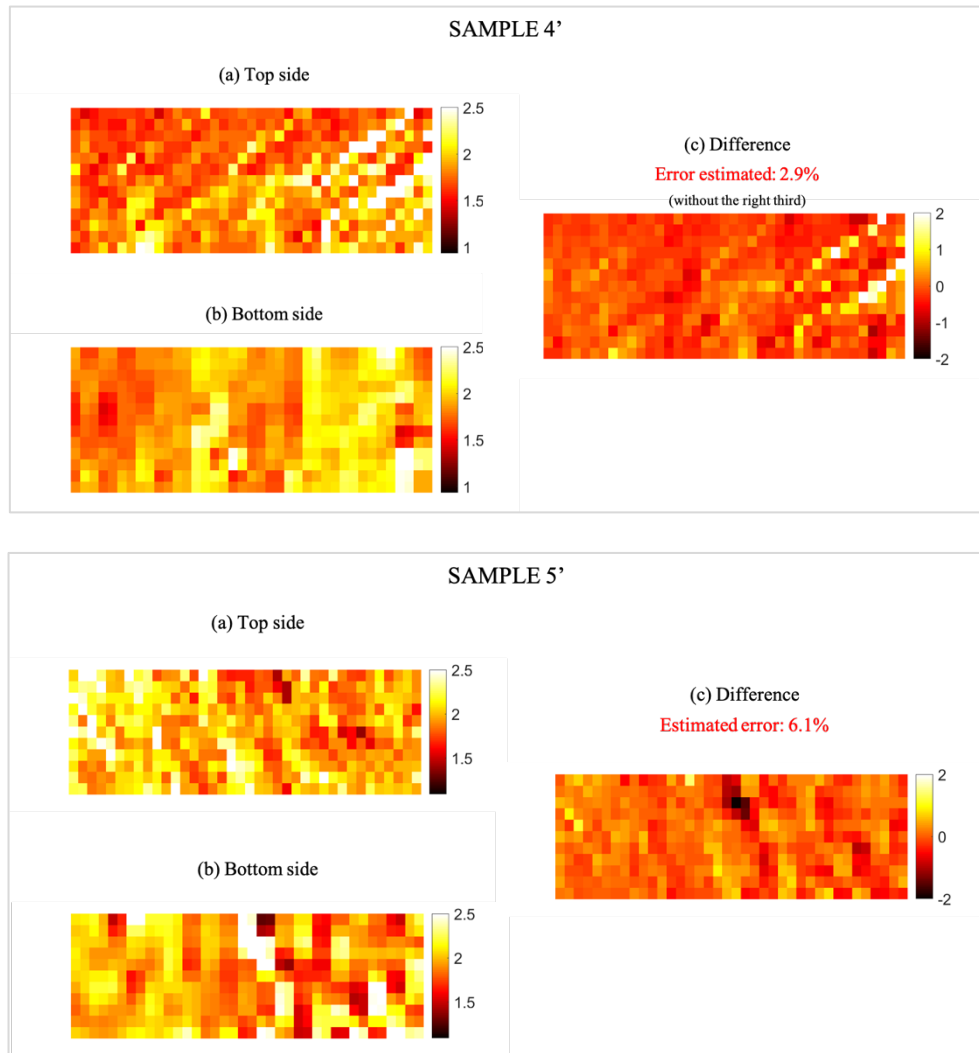 SAMPLE 4’
(a) Top side
2.5
2
1.5
1
(c) Difference
Error estimated: 2.9%
(without the right third)
2
1
0
-1
-2
(b) Bottom side
2.5
2
1.5
1
SAMPLE 5’
(a) Top side
2.5
2
1.5
(c) Difference
Estimated error: 6.1%
2
0
-2
(b) Bottom side
2.5
2
1.5